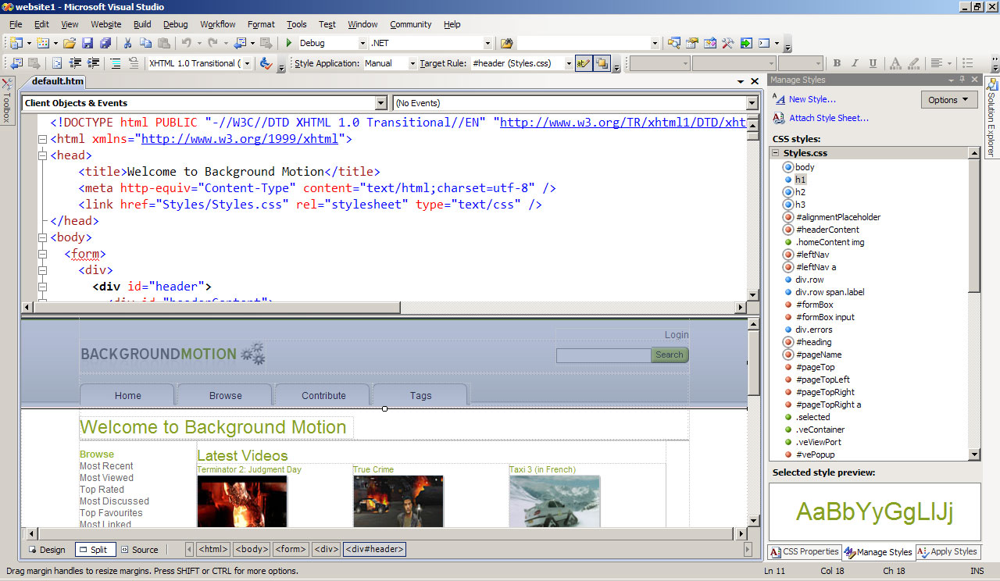 website1 - Microsoft Visual Studio
File Edit View Website Build Debug Workflow Format Tools Test Window Community Help
Debug .NET
XHTML 1.0 Transitional ( Style Application: Manual Target Rule: #header (Styles.css) B I U A
Toolbox
default.htm
Client Objects & Events (No Events)
<!DOCTYPE html PUBLIC "-//W3C//DTD XHTML 1.0 Transitional//EN" "http://www.w3.org/TR/xhtml1/DTD/xht
<html xmlns="http://www.w3.org/1999/xhtml">
<head>
<title>Welcome to Background Motion</title>
<meta http-equiv="Content-Type" content="text/html;charset=utf-8" />
<link href="Styles/Styles.css" rel="stylesheet" type="text/css" />
</head>
<body>
<form>
<div>
<div id="header">
<div id="headerContent">
Login
BACKGROUNDMOTION
Search
Home Browse Contribute Tags
Welcome to Background Motion
Browse
Most Recent
Most Viewed
Top Rated
Most Discussed
Top Favourites
Most Linked
Latest Videos
Terminator 2: Judgment Day True Crime Taxi 3 (in French)
Design Split Source <html> <body> <form> <div> <div#header>
Manage Styles
New Style...
Options
Attach Style Sheet...
CSS styles:
Styles.css
body
h1
h2
h3
#alignmentPlaceholder
#headerContent
.homeContent img
#leftNav
#leftNav a
div.row
div.row span.label
#formBox
#formBox input
div.errors
#heading
#pageName
#pageTop
#pageTopLeft
#pageTopRight
#pageTopRight a
.selected
.veContainer
.veViewPort
#vePopup
Selected style preview:
AaBbYyGgLlJj
CSS Properties Manage Styles Apply Styles
Solution Explorer
Drag margin handles to resize margins. Press SHIFT or CTRL for more options. Ln 11 Col 18 Ch 18 INS